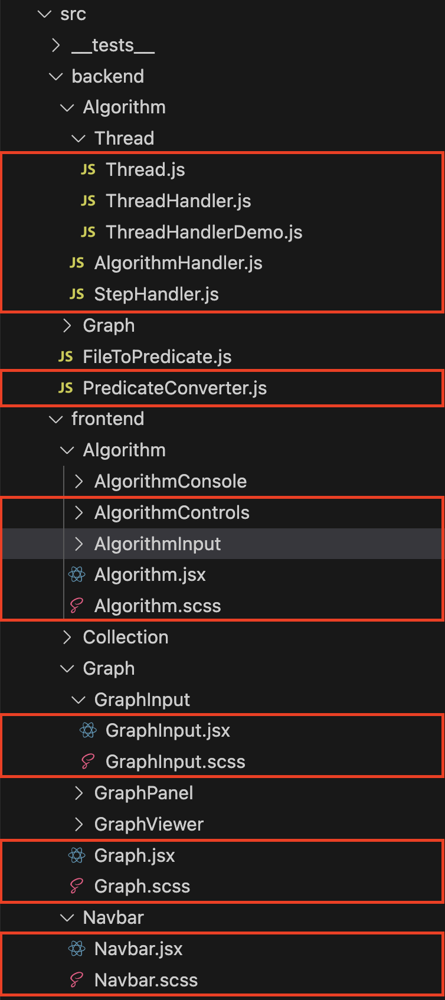 src
__tests__
backend
Algorithm
Thread
JS Thread.js
JS ThreadHandler.js
JS ThreadHandlerDemo.js
JS AlgorithmHandler.js
JS StepHandler.js
Graph
JS FileToPredicate.js
JS PredicateConverter.js
frontend
Algorithm
AlgorithmConsole
AlgorithmControls
AlgorithmInput
Algorithm.jsx
Algorithm.scss
Collection
Graph
GraphInput
GraphInput.jsx
GraphInput.scss
GraphPanel
GraphViewer
Graph.jsx
Graph.scss
Navbar
Navbar.jsx
Navbar.scss